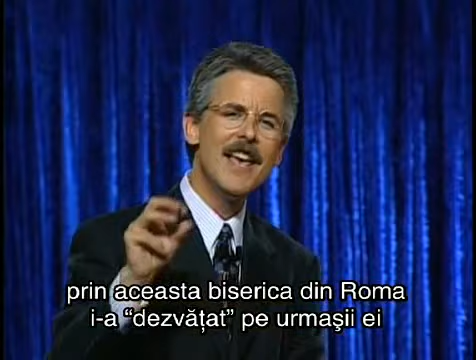 prin aceasta biserica din Roma
i-a “dezvăţat” pe urmaşii ei